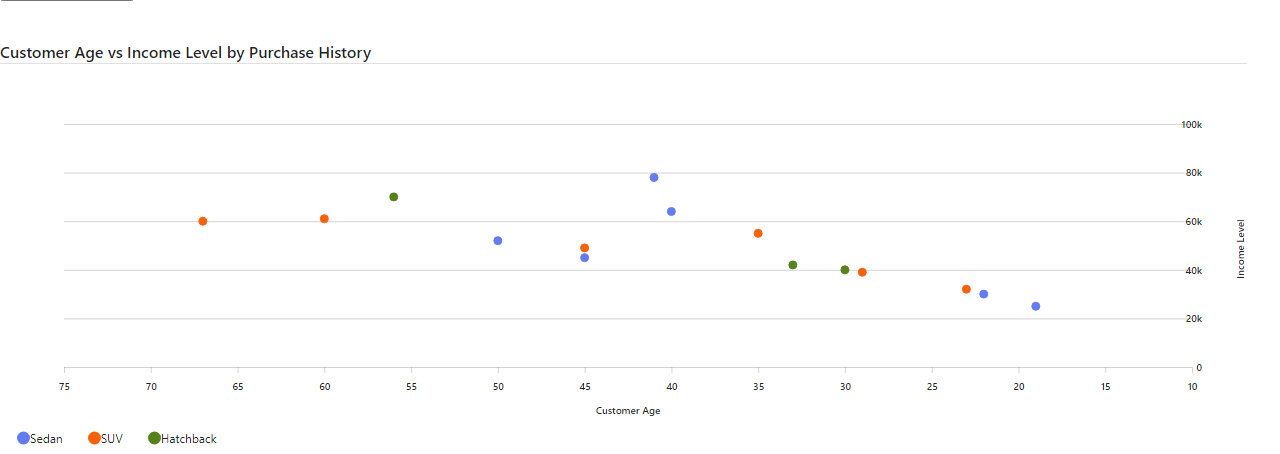 Customer Age vs Income Level by Purchase History
100k
80k
60k
40k
20k
0
Income Level
75 70 65 60 55 50 45 40 35 30 25 20 15 10
Customer Age
Sedan SUV Hatchback